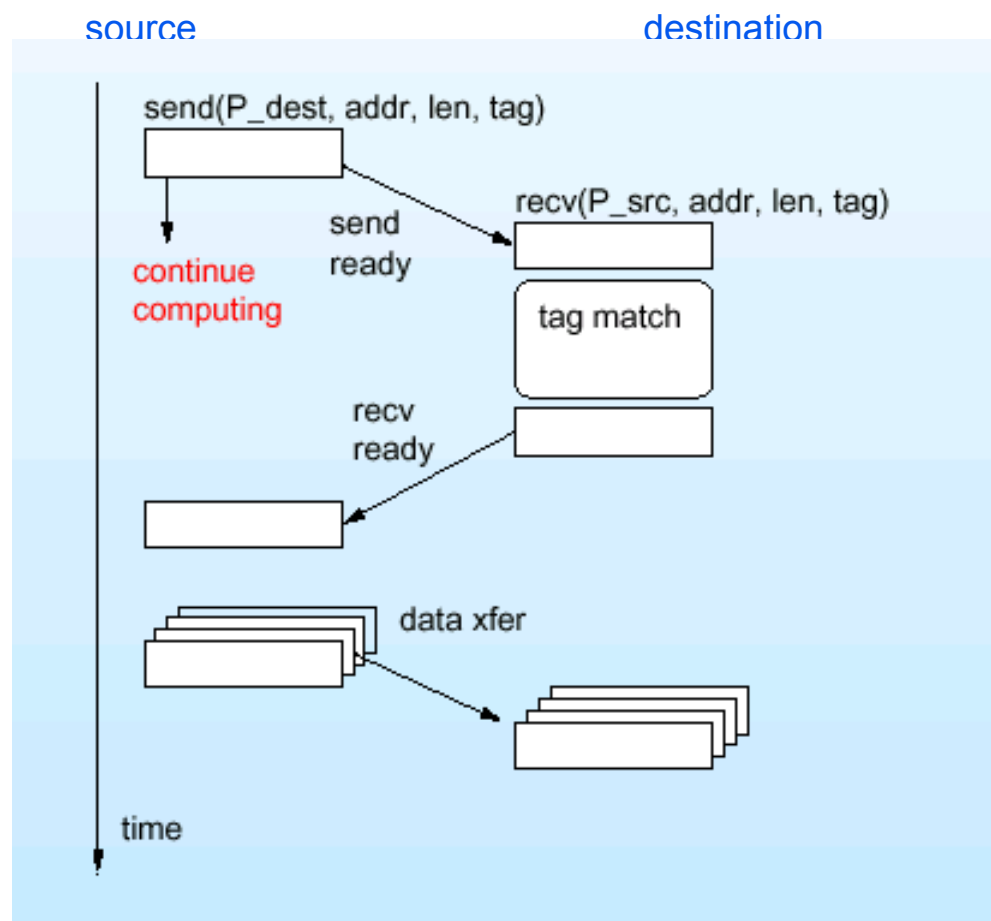 source
destination
send(P_dest, addr, len, tag)
recv(P_src, addr, len, tag)
send
ready
continue
computing
tag match
recv
ready
data xfer
time